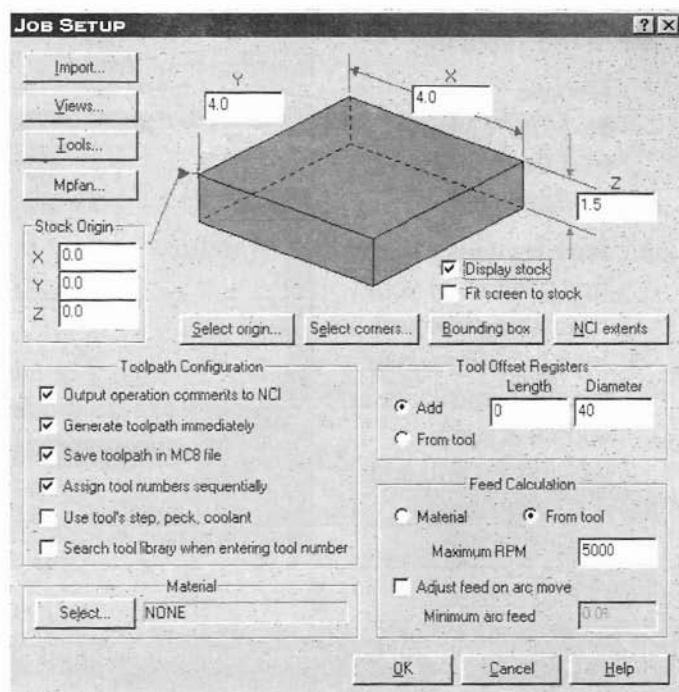 JOB SETUP
Import...
Views...
Tools...
Mpfan...
Y
4.0
X
4.0
Z
1.5
Stock Origin
X 0.0
Y 0.0
Z 0.0
Display stock
Fit screen to stock
Select origin...
Select corners...
Bounding box
NCI extents
Toolpath Configuration
Output operation comments to NCI
Generate toolpath immediately
Save toolpath in MC8 file
Assign tool numbers sequentially
Use tool's step, peck, coolant
Search tool library when entering tool number
Material
Select... NONE
Tool Offset Registers
Length Diameter
Add 0 40
From tool
Feed Calculation
Material From tool
Maximum RPM 5000
Adjust feed on arc move
Minimum arc feed
OK Cancel Help